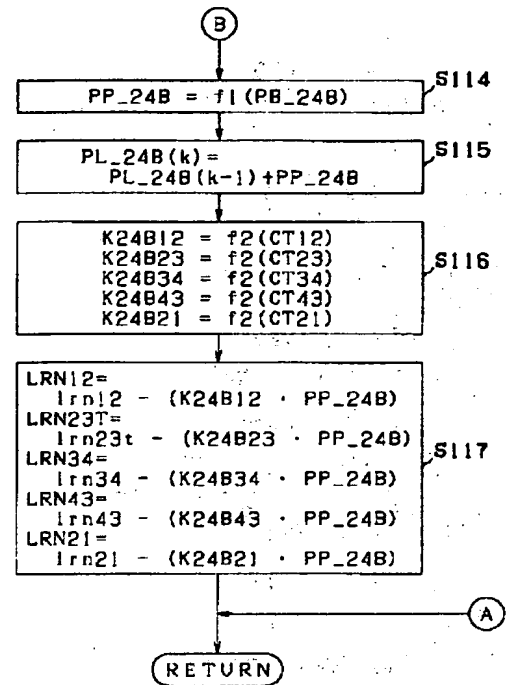 B
PP_24B = f1(PB_24B)
S114
PL_24B(k)=
PL_24B(k-1)+PP_24B
S115
K24B12 = f2(CT12)
K24B23 = f2(CT23)
K24B34 = f2(CT34)
K24B43 = f2(CT43)
K24B21 = f2(CT21)
S116
LRN12=
lrn12 - (K24B12 · PP_24B)
LRN23T=
lrn23t - (K24B23 · PP_24B)
LRN34=
lrn34 - (K24B34 · PP_24B)
LRN43=
lrn43 - (K24B43 · PP_24B)
LRN21=
lrn21 - (K24B21 · PP_24B)
S117
A
RETURN